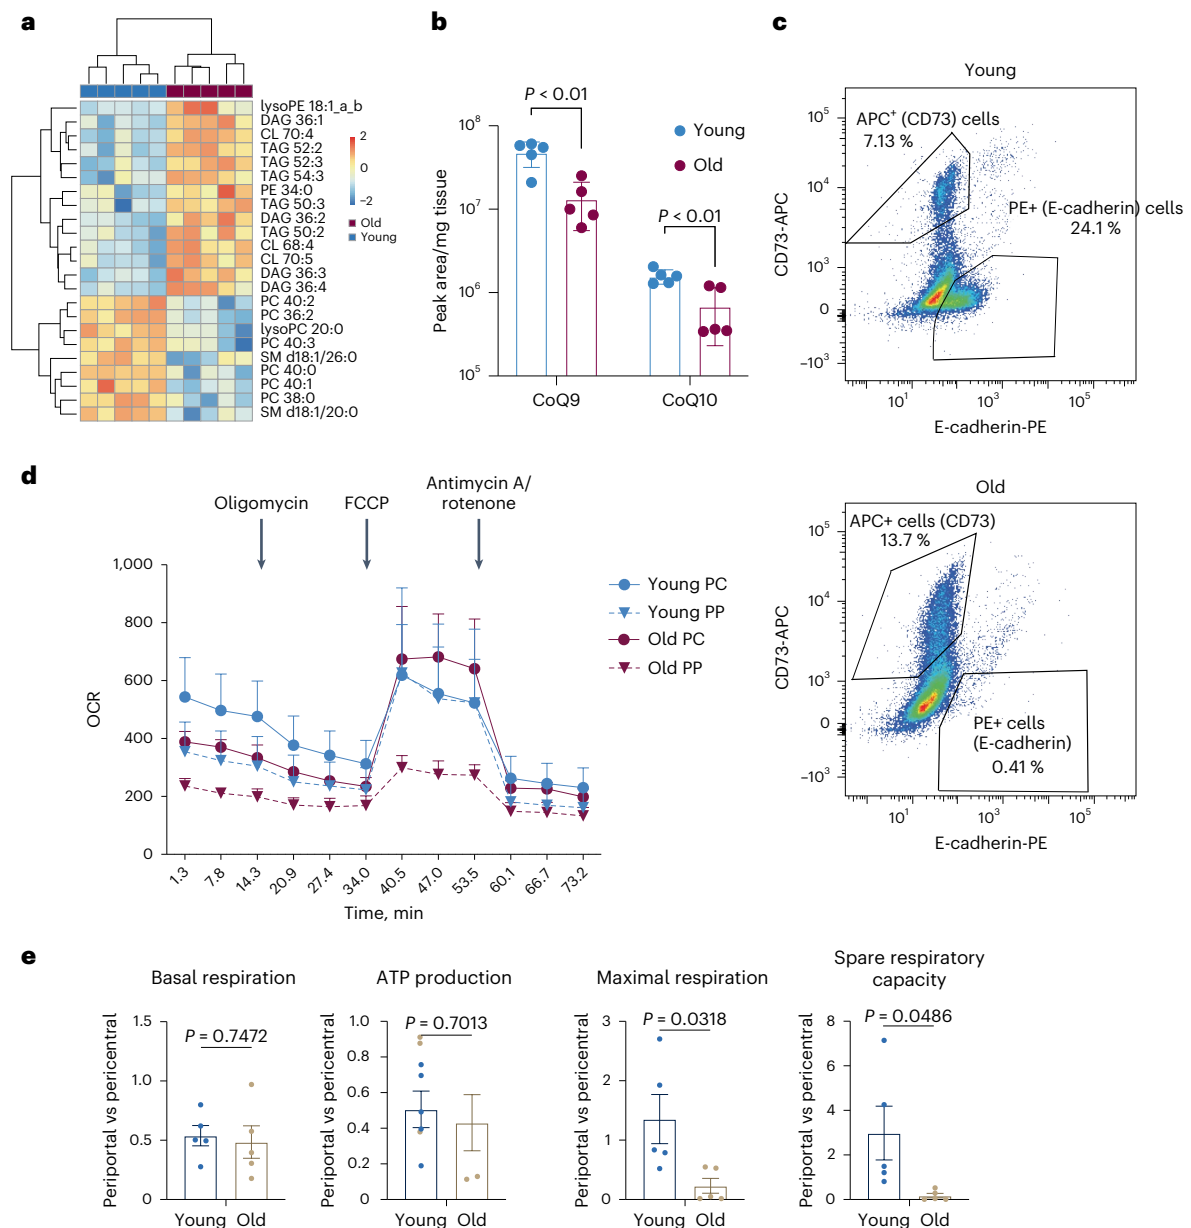 a
lysoPE 18:1_a_b
DAG 36:1
CL 70:4
TAG 52:2
TAG 52:3
TAG 54:3
PE 34:0
TAG 50:3
DAG 36:2
TAG 50:2
CL 68:4
CL 70:5
DAG 36:3
DAG 36:4
PC 40:2
PC 36:2
lysoPC 20:0
PC 40:3
SM d18:1/26:0
PC 40:0
PC 40:1
PC 38:0
SM d18:1/20:0
2
0
−2
Old
Young
b
P < 0.01
P < 0.01
Young
Old
Peak area/mg tissue
10⁸
10⁷
10⁶
10⁵
CoQ9
CoQ10
c
Young
APC⁺ (CD73) cells
7.13 %
PE+ (E-cadherin) cells
24.1 %
CD73-APC
10⁵
10⁴
10³
0
−10³
10¹
10³
10⁵
E-cadherin-PE
Old
APC+ cells (CD73)
13.7 %
PE+ cells
(E-cadherin)
0.41 %
CD73-APC
10⁵
10⁴
10³
0
−10³
10¹
10³
10⁵
E-cadherin-PE
d
Oligomycin
FCCP
Antimycin A/
rotenone
OCR
1,000
800
600
400
200
0
1.3
7.8
14.3
20.9
27.4
34.0
40.5
47.0
53.5
60.1
66.7
73.2
Time, min
Young PC
Young PP
Old PC
Old PP
e
Basal respiration
Periportal vs pericentral
1.5
1.0
0.5
0
P = 0.7472
Young Old
ATP production
Periportal vs pericentral
1.0
0.8
0.6
0.4
0.2
0
P = 0.7013
Young Old
Maximal respiration
Periportal vs pericentral
3
2
1
0
P = 0.0318
Young Old
Spare respiratory
capacity
Periportal vs pericentral
8
6
4
2
0
P = 0.0486
Young Old